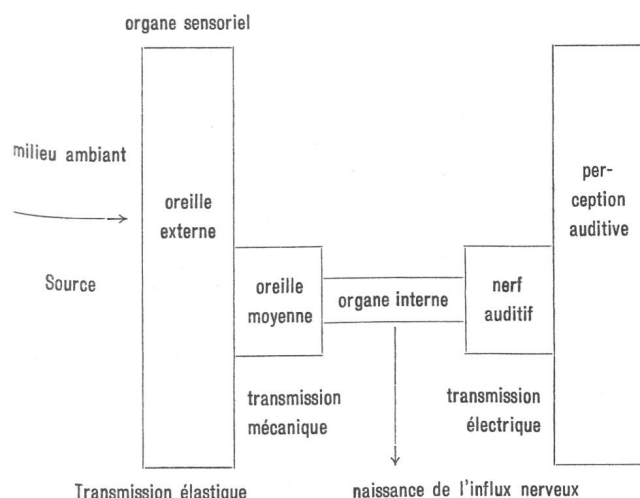 organe sensoriel
milieu ambiant
Source
oreille
externe
oreille
moyenne
organe interne
nerf
auditif
per-
ception
auditive
transmission
mécanique
transmission
électrique
Transmission élastique
naissance de l'influx nerveux